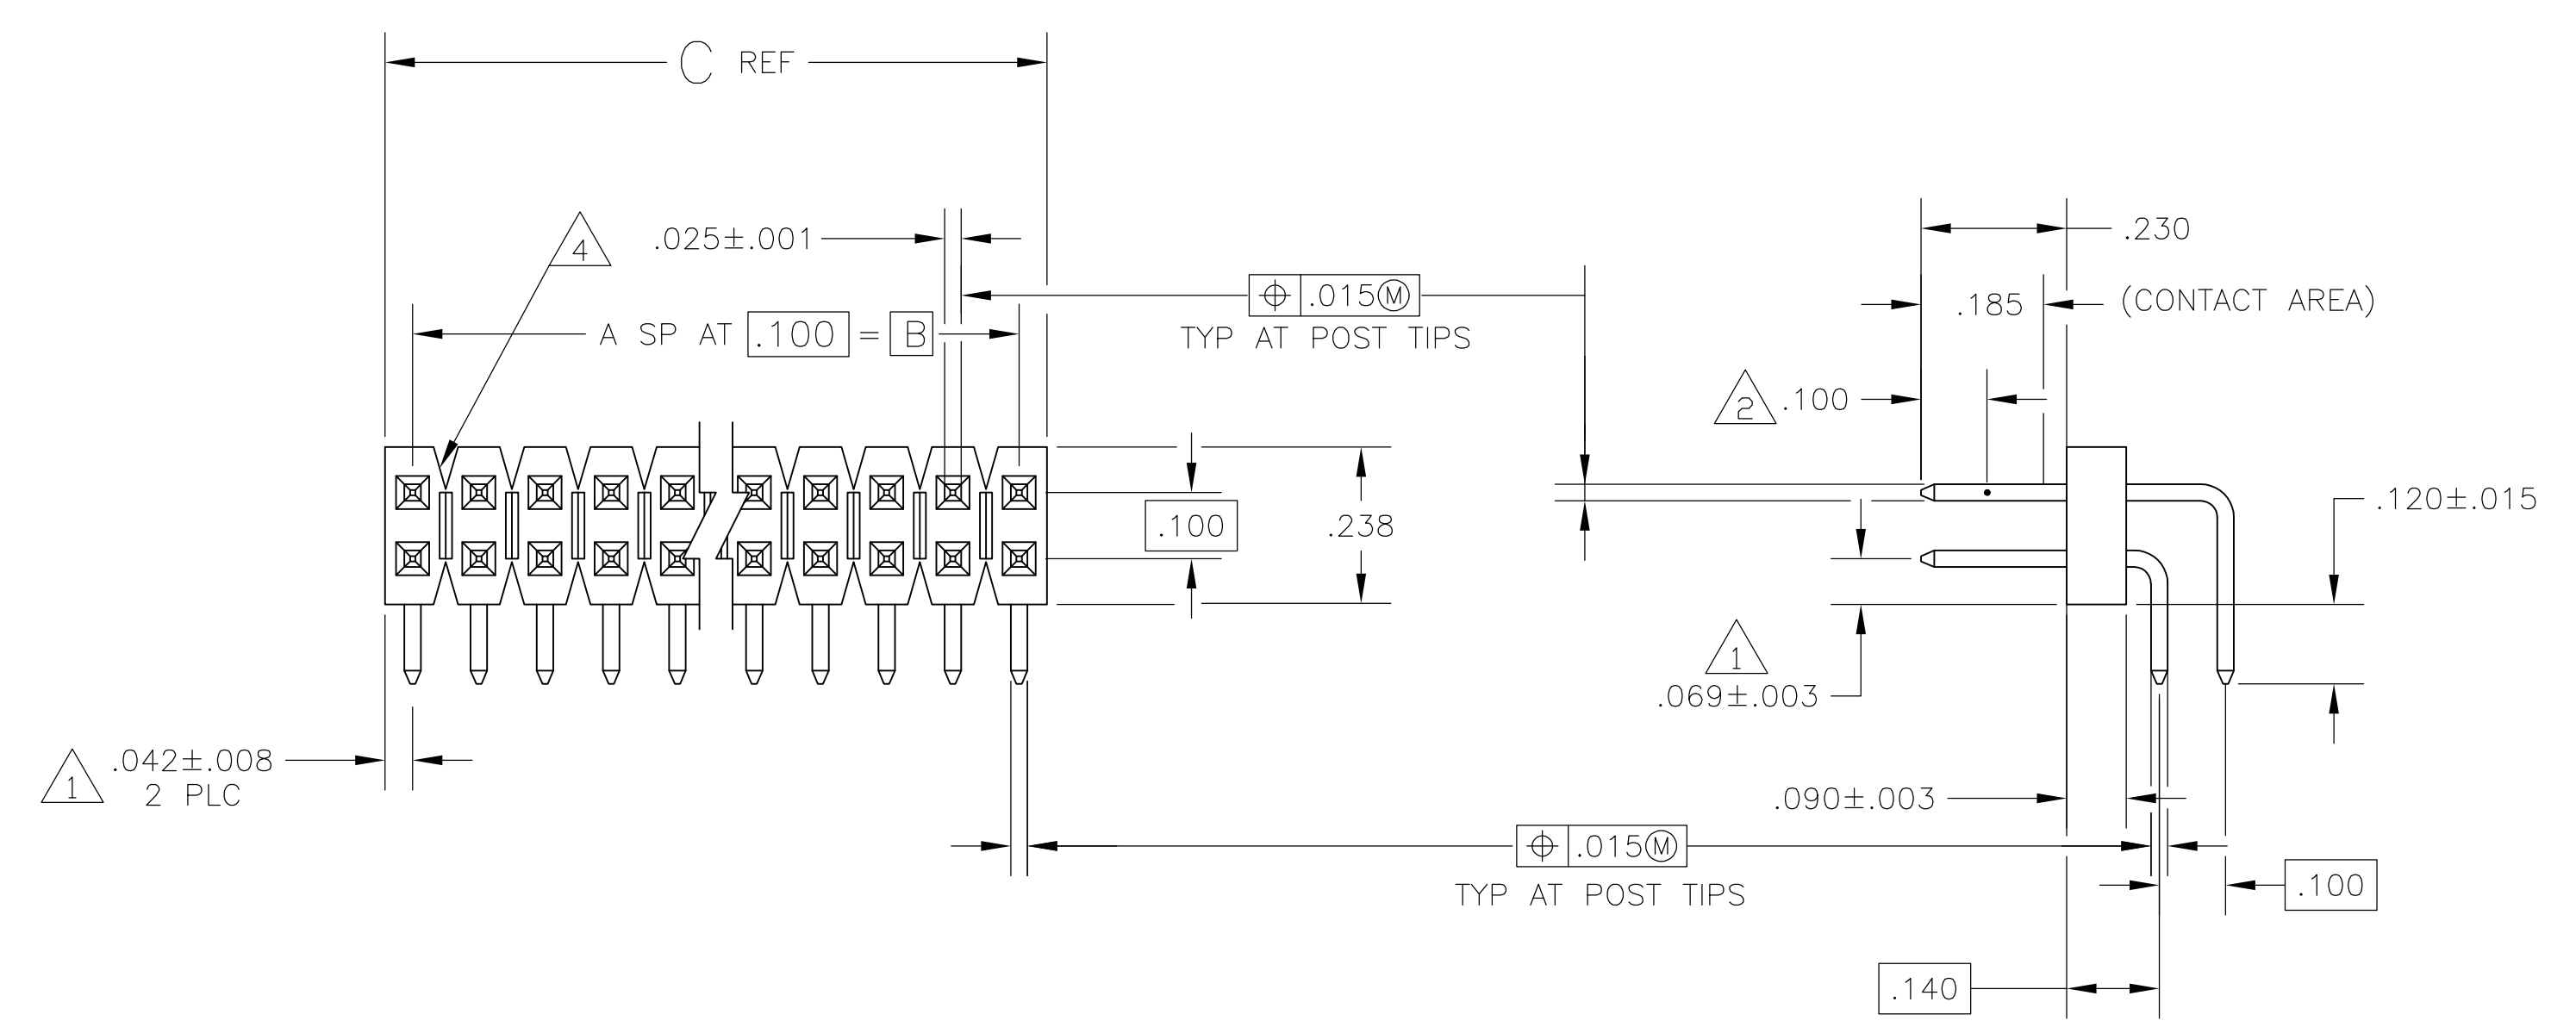 C REF
4
.025±.001
.230
.015Ⓜ
.185 (CONTACT AREA)
A SP AT .100 = B
TYP AT POST TIPS
2 .100
.120±.015
.100
.238
1
.069±.003
1 .042±.008
2 PLC
.090±.003
.015Ⓜ
TYP AT POST TIPS
.100
.140